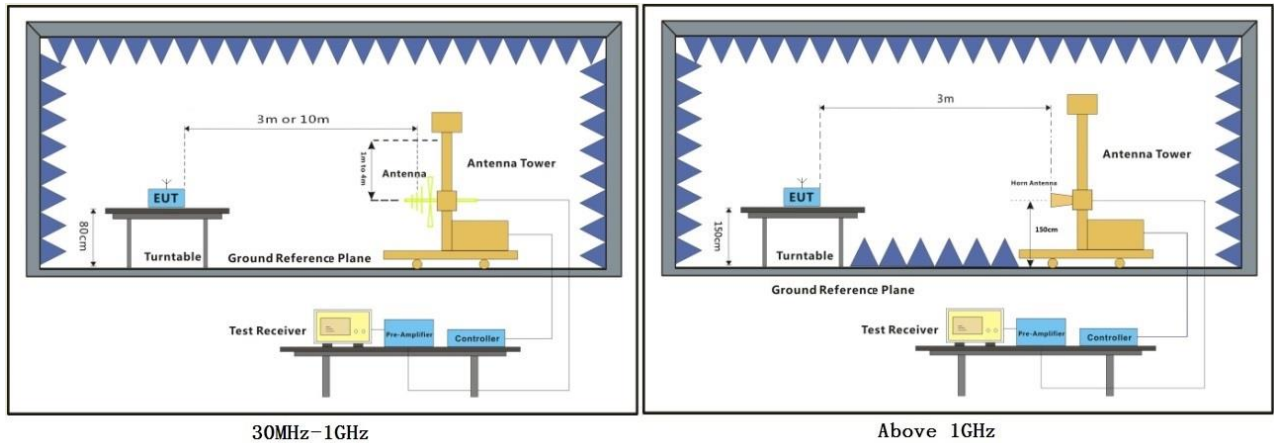 3m or 10m
1m to 4m
Antenna
Antenna Tower
EUT
80cm
Turntable
Ground Reference Plane
Test Receiver
Pre-Amplifier
Controller
30MHz-1GHz
3m
Antenna Tower
Horn Antenna
EUT
150cm
150cm
Turntable
Ground Reference Plane
Test Receiver
Pre-Amplifier
Controller
Above 1GHz